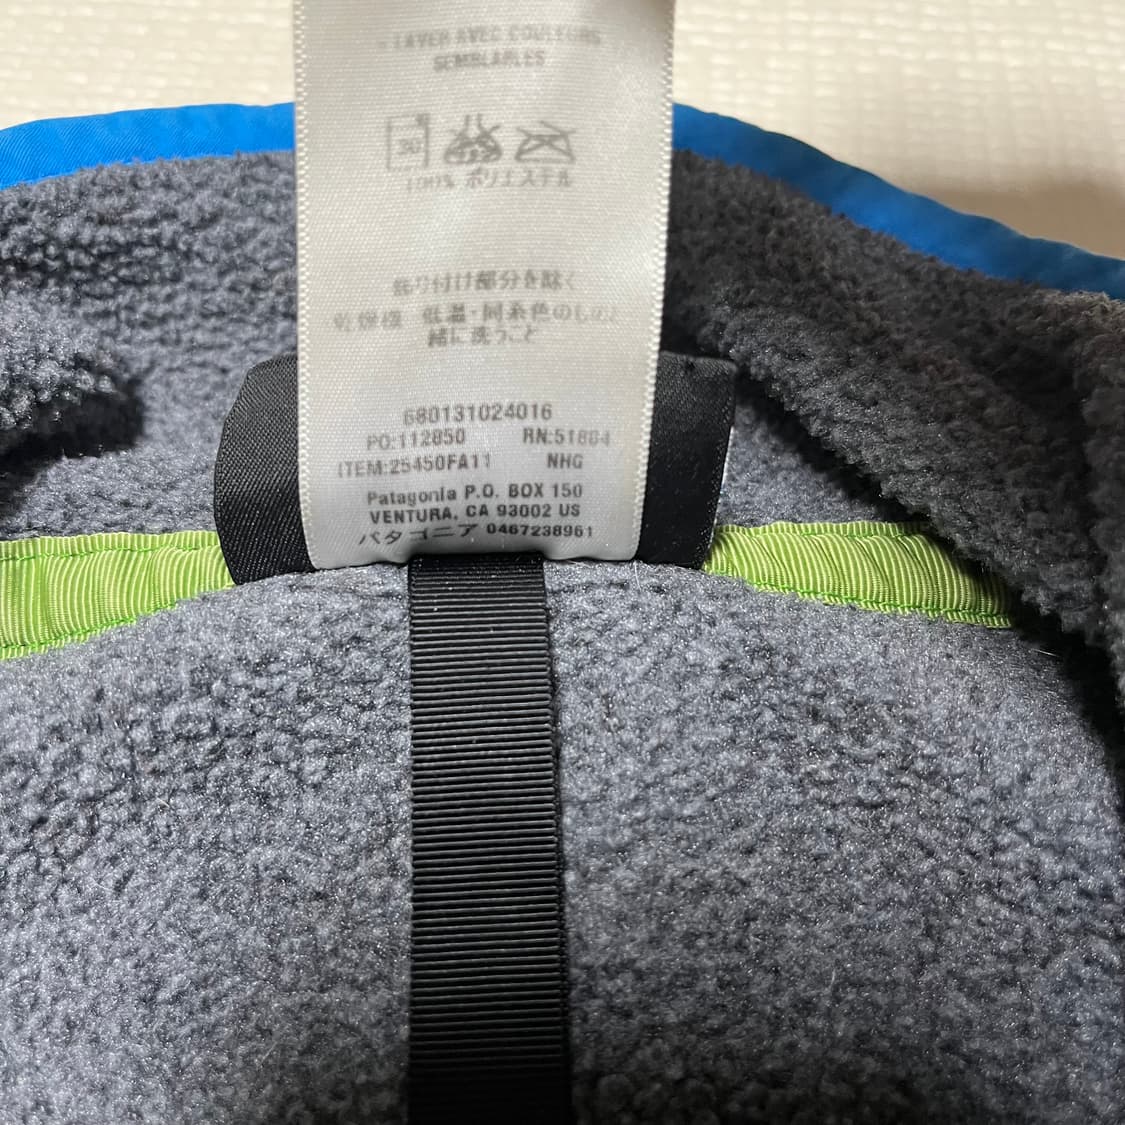 - LAVER AVEC COULEURS
SEMBLABLES
30
100% ポリエステル
飾り付け部分を除く
乾燥機 低温・同系色のものと
緒に洗うこと
680131024016
PO:112850 RN:51884
ITEM:25450FA11 NHG
Patagonia P.O. BOX 150
VENTURA, CA 93002 US
パタゴニア 0467238961